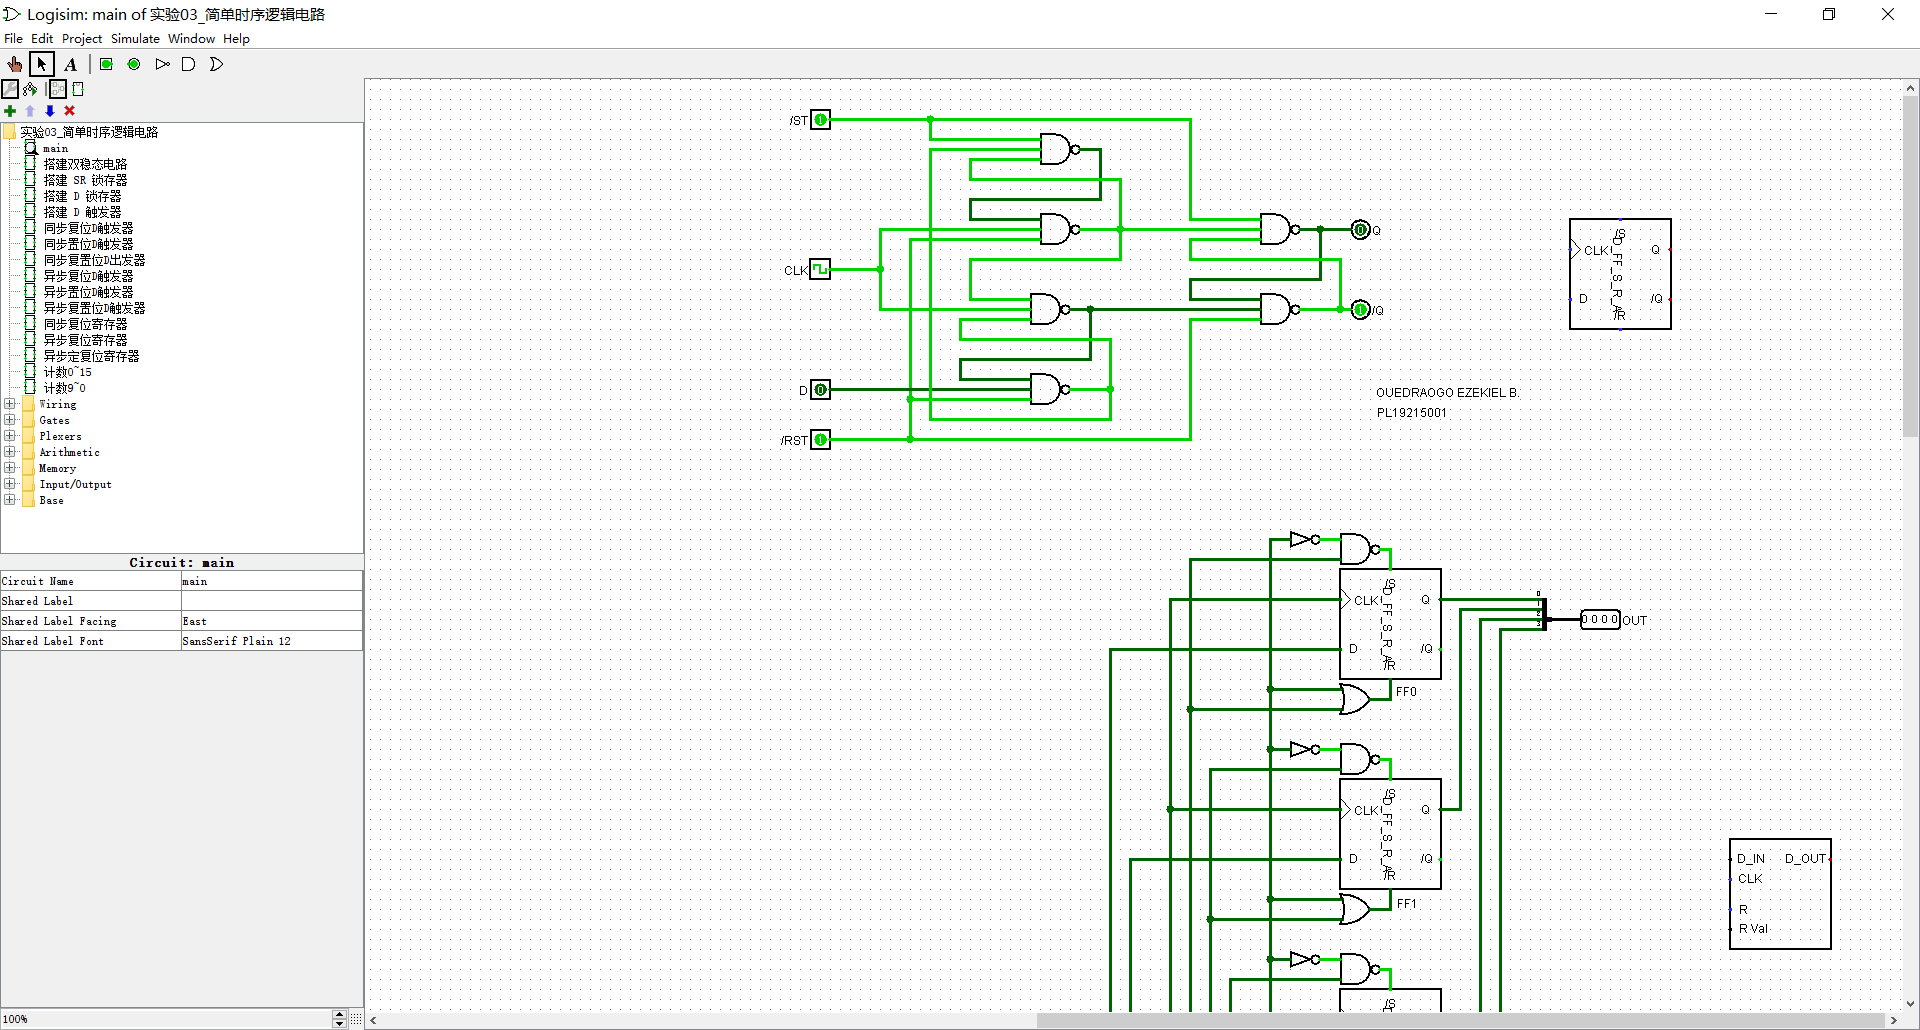 Logisim: main of 实验03_简单时序逻辑电路
File Edit Project Simulate Window Help
A
实验03_简单时序逻辑电路
main
搭建双稳态电路
搭建 SR 锁存器
搭建 D 锁存器
搭建 D 触发器
同步复位D触发器
同步置位D触发器
同步复置位D出发器
异步复位D触发器
异步置位D触发器
异步复置位D触发器
同步复位寄存器
异步复位寄存器
异步定复位寄存器
计数0~15
计数9~0
Wiring
Gates
Plexers
Arithmetic
Memory
Input/Output
Base
Circuit: main
Circuit Name main
Shared Label
Shared Label Facing East
Shared Label Font SansSerif Plain 12
100%
/ST 1
CLK
D 0
/RST 1
0 Q
1 /Q
/S
CLK Q
D_FF_S_R_A
D /Q
/R
OUEDRAOGO EZEKIEL B.
PL19215001
/S
CLK Q
D_FF_S_R_A
D /Q
/R
FF0
0 0 0 0 OUT
/S
CLK Q
D_FF_S_R_A
D /Q
/R
FF1
/S
D_IN D_OUT
CLK
R
R Val